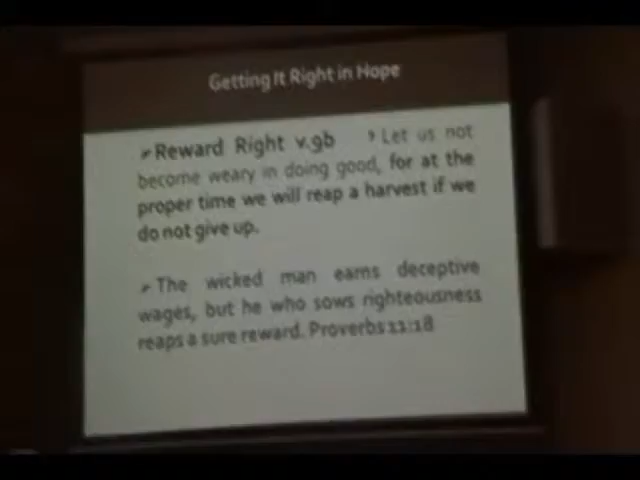 Getting It Right in Hope
Reward Right v.9b 9 Let us not
become weary in doing good, for at the
proper time we will reap a harvest if we
do not give up.
The wicked man earns deceptive
wages, but he who sows righteousness
reaps a sure reward. Proverbs 11:18